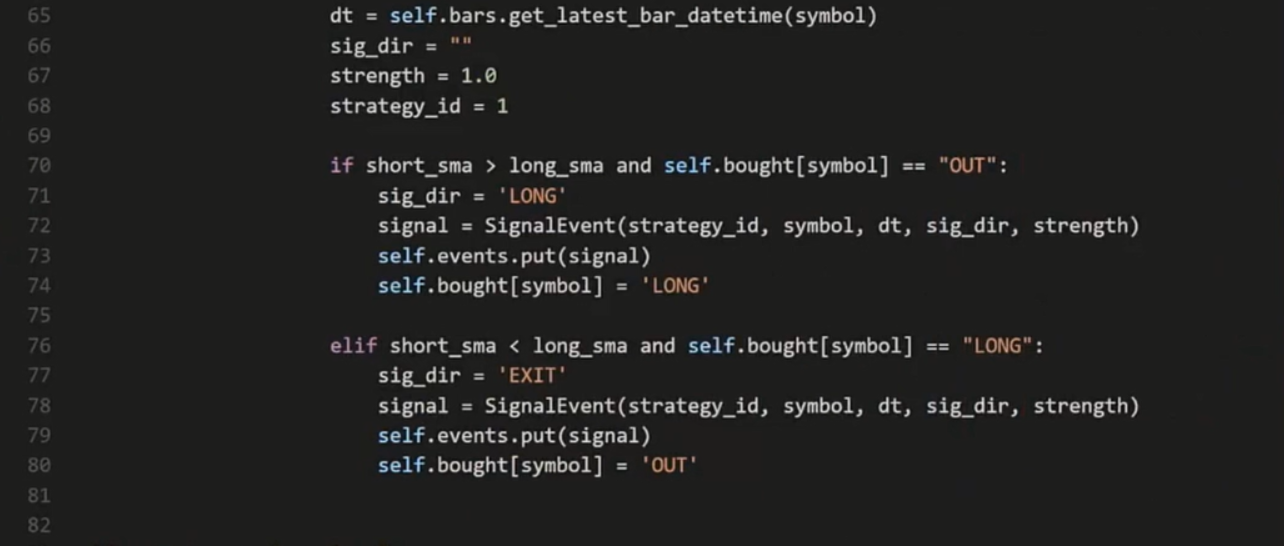 65 dt = self.bars.get_latest_bar_datetime(symbol)
66 sig_dir = ""
67 strength = 1.0
68 strategy_id = 1
69
70 if short_sma > long_sma and self.bought[symbol] == "OUT":
71 sig_dir = 'LONG'
72 signal = SignalEvent(strategy_id, symbol, dt, sig_dir, strength)
73 self.events.put(signal)
74 self.bought[symbol] = 'LONG'
75
76 elif short_sma < long_sma and self.bought[symbol] == "LONG":
77 sig_dir = 'EXIT'
78 signal = SignalEvent(strategy_id, symbol, dt, sig_dir, strength)
79 self.events.put(signal)
80 self.bought[symbol] = 'OUT'
81
82